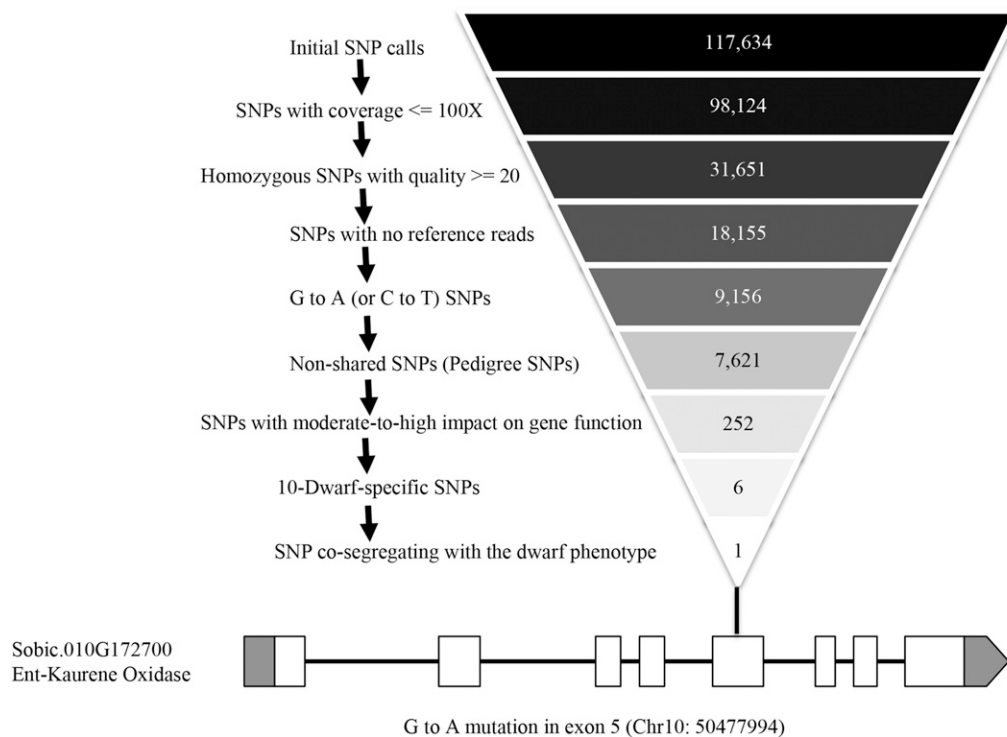 Initial SNP calls
117,634
SNPs with coverage <= 100X
98,124
Homozygous SNPs with quality >= 20
31,651
SNPs with no reference reads
18,155
G to A (or C to T) SNPs
9,156
Non-shared SNPs (Pedigree SNPs)
7,621
SNPs with moderate-to-high impact on gene function
252
10-Dwarf-specific SNPs
6
SNP co-segregating with the dwarf phenotype
1
Sobic.010G172700
Ent-Kaurene Oxidase
G to A mutation in exon 5 (Chr10: 50477994)